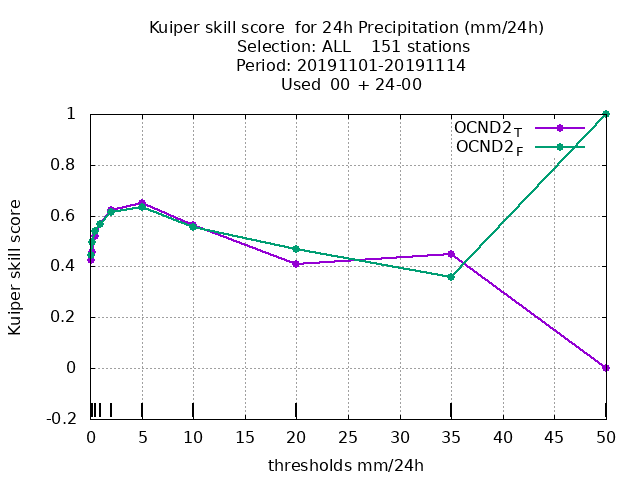 Kuiper skill score  for 24h Precipitation (mm/24h)
Selection: ALL    151 stations
Period: 20191101-20191114
Used  00 + 24-00
OCND2T
OCND2F
Kuiper skill score
1
0.8
0.6
0.4
0.2
0
-0.2
0 5 10 15 20 25 30 35 40 45 50
thresholds mm/24h